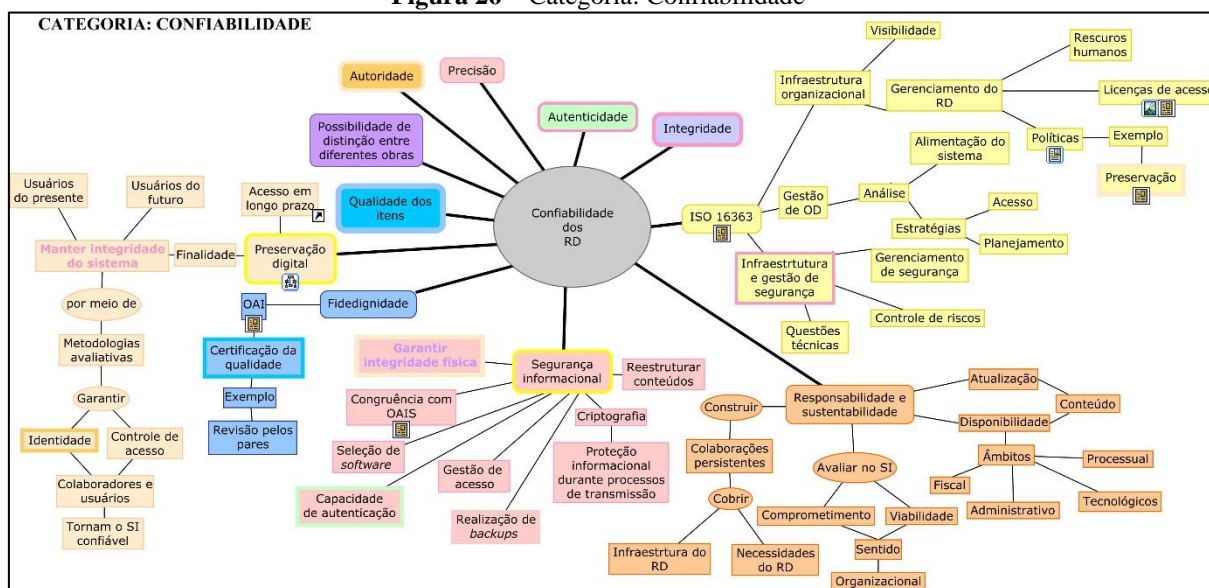 Figura 26 – Categoria: Confiabilidade
CATEGORIA: CONFIABILIDADE
Confiabilidade
dos
RD
Autoridade
Precisão
Autenticidade
Integridade
Possibilidade de
distinção entre
diferentes obras
Qualidade dos
itens
Acesso em
longo prazo
Preservação
digital
Finalidade
Usuários
do presente
Usuários do
futuro
Manter integridade
do sistema
por meio de
Metodologias
avaliativas
Garantir
Identidade
Controle de
acesso
Colaboradores e
usuários
Tornam o SI
confiável
Fidedignidade
OAI
Certificação da
qualidade
Exemplo
Revisão pelos
pares
Segurança
informacional
Garantir
integridade física
Congruência com
OAIS
Seleção de
software
Capacidade
de autenticação
Gestão de
acesso
Realização de
backups
Criptografia
Proteção
informacional
durante processos
de transmissão
Reestruturar
conteúdos
ISO 16363
Infraestrutura
organizacional
Visibilidade
Gerenciamento do
RD
Rescuros
humanos
Licenças de acesso
Políticas
Exemplo
Preservação
Gestão
de OD
Análise
Alimentação do
sistema
Estratégias
Acesso
Planejamento
Infraestrtutura
e gestão de
segurança
Gerenciamento
de segurança
Controle de riscos
Questões
técnicas
Responsabilidade e
sustentabilidade
Atualização
Conteúdo
Disponibilidade
Âmbitos
Processual
Fiscal
Administrativo
Tecnológicos
Construir
Colaborações
persistentes
Cobrir
Infraestrtura do
RD
Necessidades
do RD
Avaliar no SI
Comprometimento
Viabilidade
Sentido
Organizacional